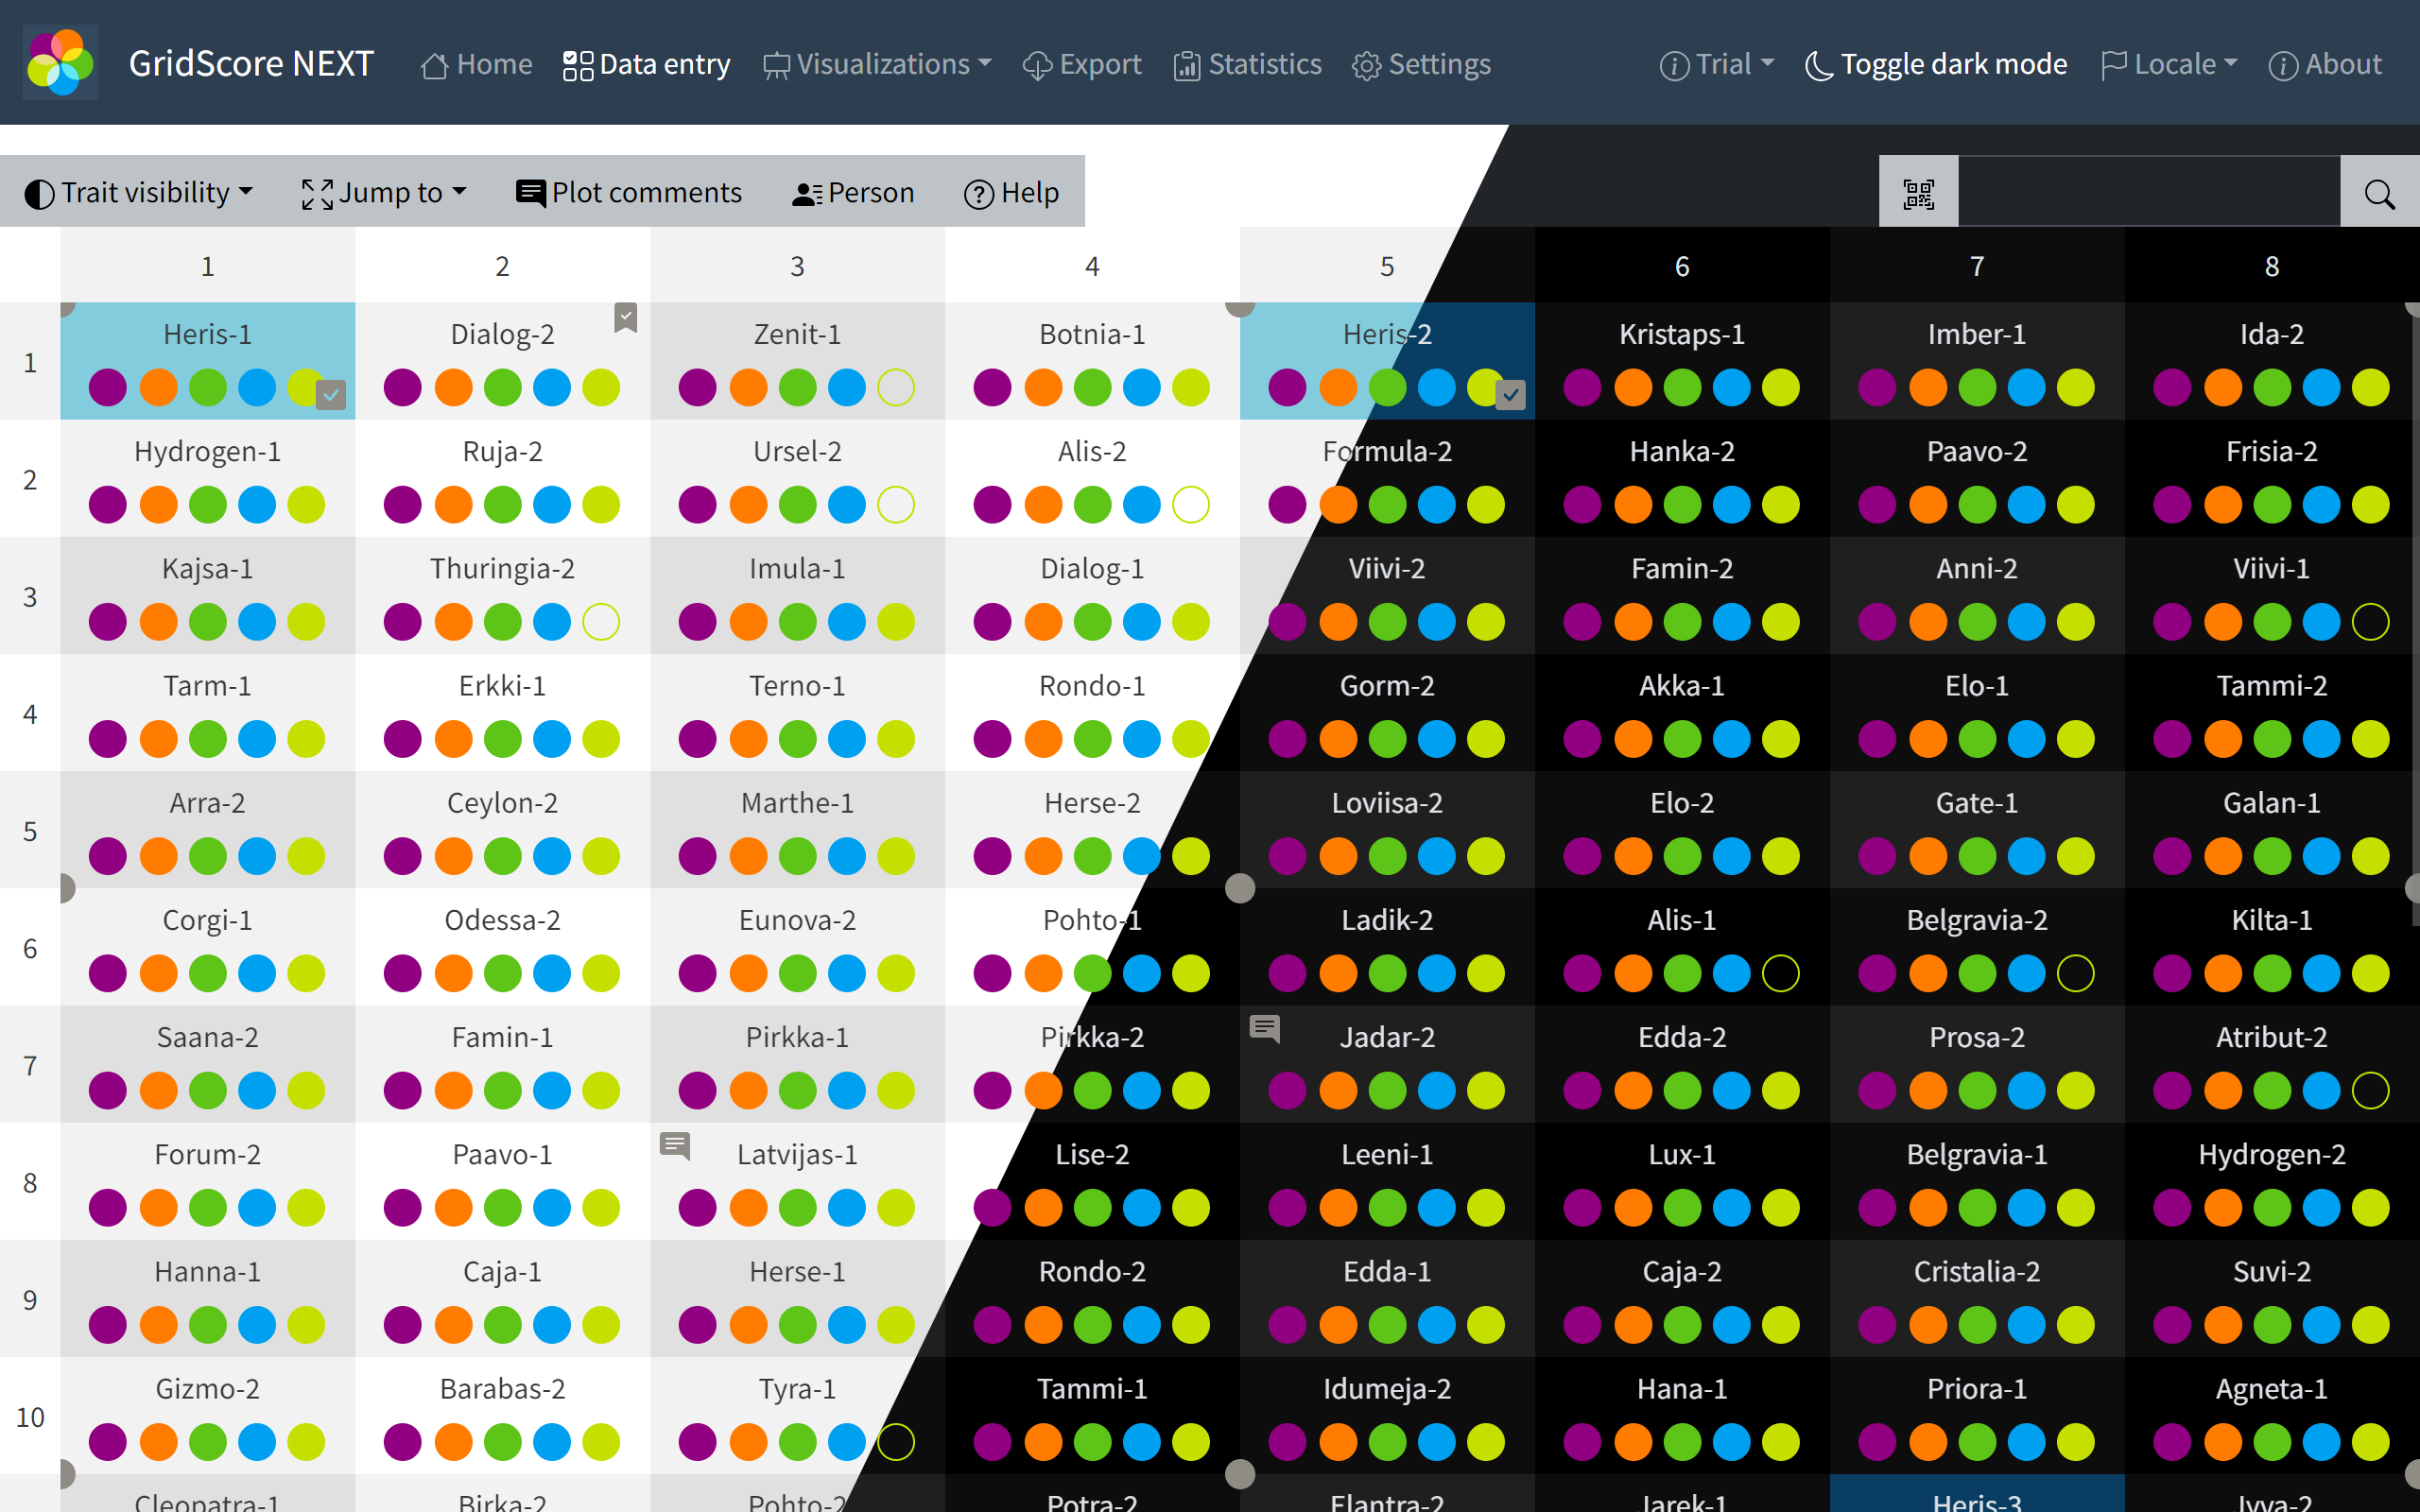 GridScore NEXT Home Data entry Visualizations Export Statistics Settings Trial Toggle dark mode Locale About
Trait visibility Jump to Plot comments Person Help
1 2 3 4 5 6 7 8
1 Heris-1 Dialog-2 Zenit-1 Botnia-1 Heris-2 Kristaps-1 Imber-1 Ida-2
2 Hydrogen-1 Ruja-2 Ursel-2 Alis-2 Formula-2 Hanka-2 Paavo-2 Frisia-2
3 Kajsa-1 Thuringia-2 Imula-1 Dialog-1 Viivi-2 Famin-2 Anni-2 Viivi-1
4 Tarm-1 Erkki-1 Terno-1 Rondo-1 Gorm-2 Akka-1 Elo-1 Tammi-2
5 Arra-2 Ceylon-2 Marthe-1 Herse-2 Loviisa-2 Elo-2 Gate-1 Galan-1
6 Corgi-1 Odessa-2 Eunova-2 Pohto-1 Ladik-2 Alis-1 Belgravia-2 Kilta-1
7 Saana-2 Famin-1 Pirkka-1 Pirkka-2 Jadar-2 Edda-2 Prosa-2 Atribut-2
8 Forum-2 Paavo-1 Latvijas-1 Lise-2 Leeni-1 Lux-1 Belgravia-1 Hydrogen-2
9 Hanna-1 Caja-1 Herse-1 Rondo-2 Edda-1 Caja-2 Cristalia-2 Suvi-2
10 Gizmo-2 Barabas-2 Tyra-1 Tammi-1 Idumeja-2 Hana-1 Priora-1 Agneta-1
Cleopatra-1 Birka-2 Pohto-2 Potra-2 Elantra-2 Jarek-1 Heris-3 Jyva-2